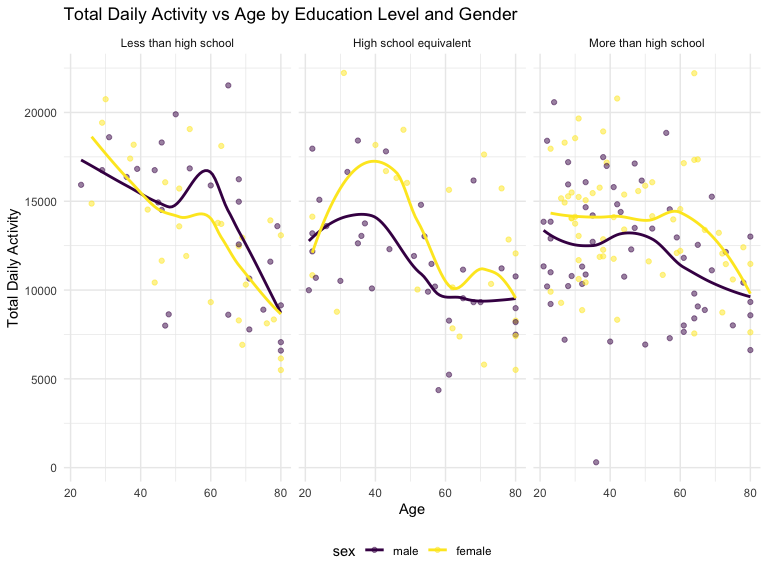 Total Daily Activity vs Age by Education Level and Gender
Less than high school
High school equivalent
More than high school
Total Daily Activity
20000
15000
10000
5000
0
20 40 60 80
20 40 60 80
20 40 60 80
Age
sex male female